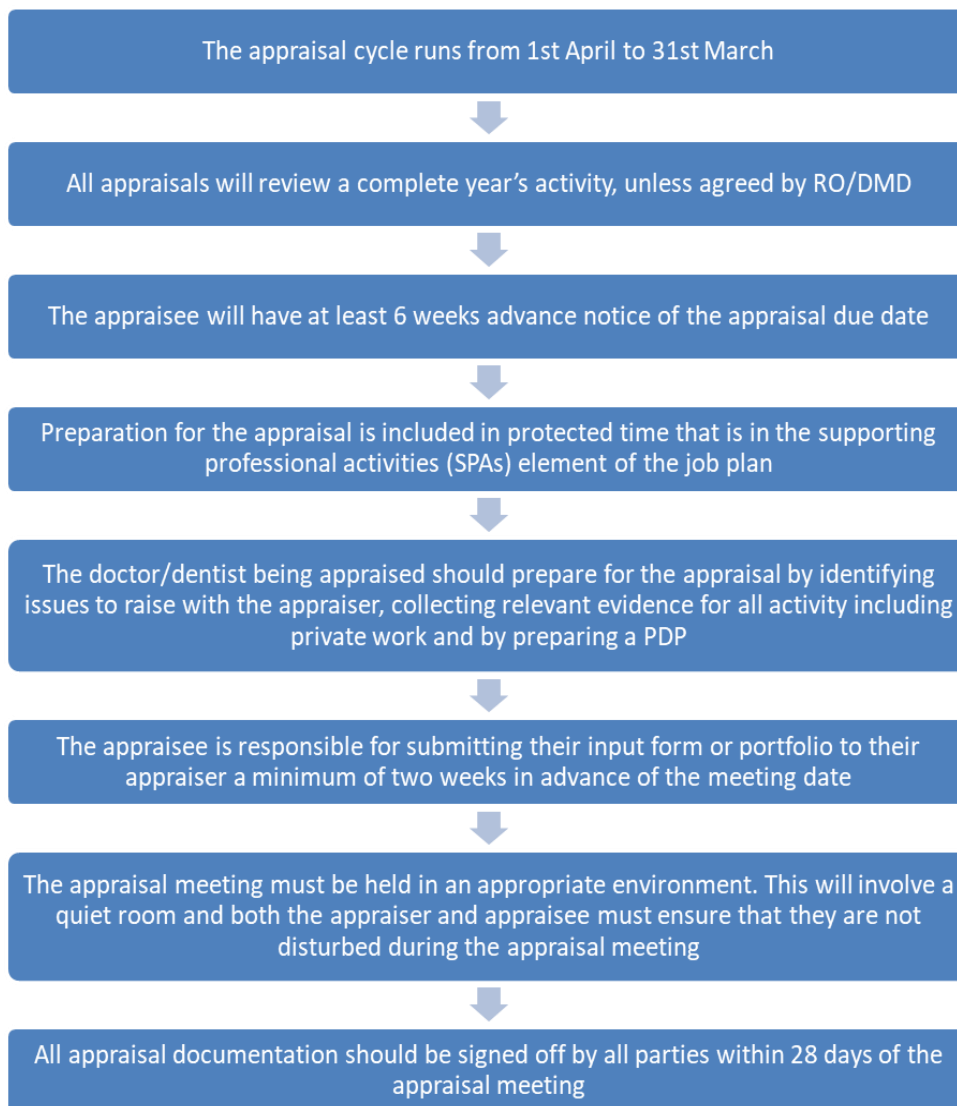 The appraisal cycle runs from 1st April to 31st March
All appraisals will review a complete year's activity, unless agreed by RO/DMD
The appraisee will have at least 6 weeks advance notice of the appraisal due date
Preparation for the appraisal is included in protected time that is in the supporting
professional activities (SPAs) element of the job plan
The doctor/dentist being appraised should prepare for the appraisal by identifying
issues to raise with the appraiser, collecting relevant evidence for all activity including
private work and by preparing a PDP
The appraisee is responsible for submitting their input form or portfolio to their
appraiser a minimum of two weeks in advance of the meeting date
The appraisal meeting must be held in an appropriate environment. This will involve a
quiet room and both the appraiser and appraisee must ensure that they are not
disturbed during the appraisal meeting
All appraisal documentation should be signed off by all parties within 28 days of the
appraisal meeting